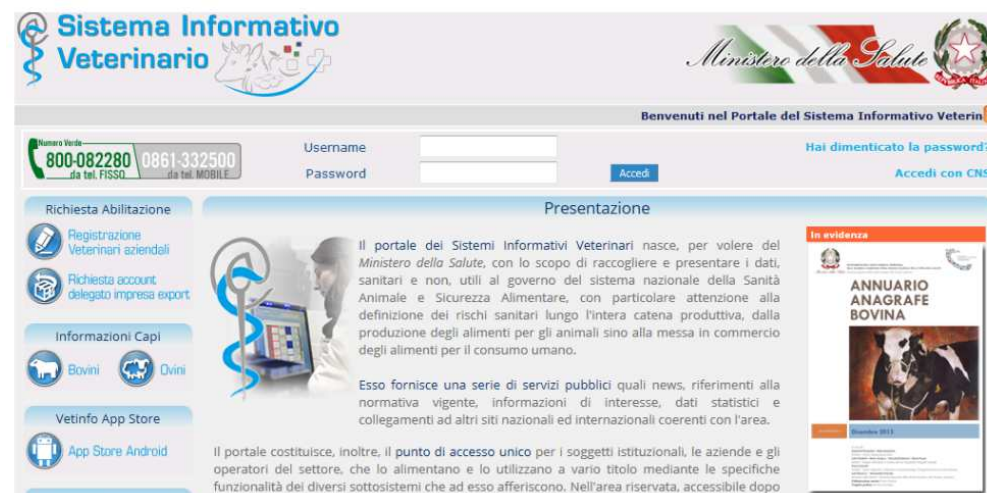 Sistema Informativo
Veterinario
Ministero della Salute
Benvenuti nel Portale del Sistema Informativo Veterin
Numero Verde
800-082280 0861-332500
da tel. FISSO da tel. MOBILE
Username
Hai dimenticato la password?
Password
Accedi
Accedi con CNS
Richiesta Abilitazione
Registrazione
Veterinari aziendali
Richiesta account
delegato impresa export
Informazioni Capi
Bovini Ovini
Vetinfo App Store
App Store Android
Presentazione
Il portale dei Sistemi Informativi Veterinari nasce, per volere del
Ministero della Salute, con lo scopo di raccogliere e presentare i dati,
sanitari e non, utili al governo del sistema nazionale della Sanità
Animale e Sicurezza Alimentare, con particolare attenzione alla
definizione dei rischi sanitari lungo l'intera catena produttiva, dalla
produzione degli alimenti per gli animali sino alla messa in commercio
degli alimenti per il consumo umano.
Esso fornisce una serie di servizi pubblici quali news, riferimenti alla
normativa vigente, informazioni di interesse, dati statistici e
collegamenti ad altri siti nazionali ed internazionali coerenti con l'area.
Il portale costituisce, inoltre, il punto di accesso unico per i soggetti istituzionali, le aziende e gli
operatori del settore, che lo alimentano e lo utilizzano a vario titolo mediante le specifiche
funzionalità dei diversi sottosistemi che ad esso afferiscono. Nell'area riservata, accessibile dopo
In evidenza
ANNUARIO
ANAGRAFE
BOVINA
Dicembre 2013